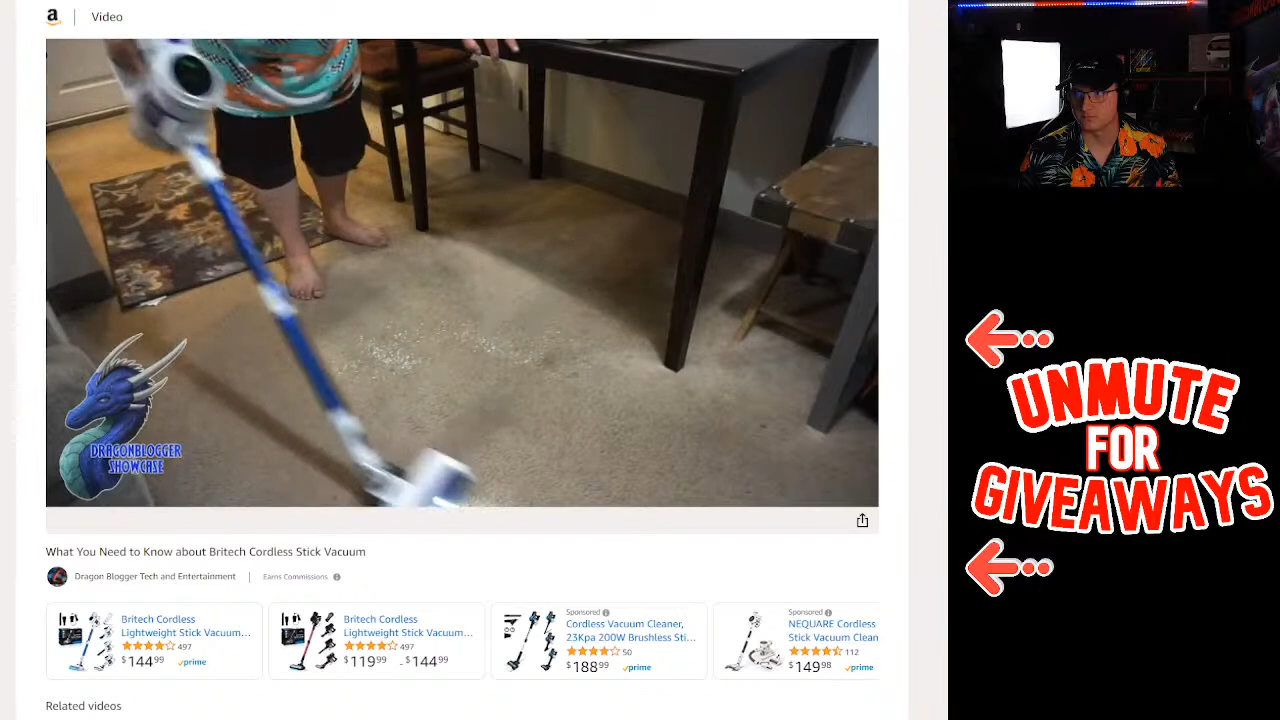 a Video
DRAGONBLOGGER
SHOWCASE
What You Need to Know about Britech Cordless Stick Vacuum
Dragon Blogger Tech and Entertainment | Earns Commissions
Britech Cordless
Lightweight Stick Vacuum...
497
$144.99 prime
Britech Cordless
Lightweight Stick Vacuum...
497
$119.99 - $144.99
Sponsored
Cordless Vacuum Cleaner,
23Kpa 200W Brushless Sti...
50
$188.99 prime
Sponsored
NEQUARE Cordless
Stick Vacuum Clean
112
$149.98 prime
Related videos
UNMUTE
FOR
GIVEAWAYS